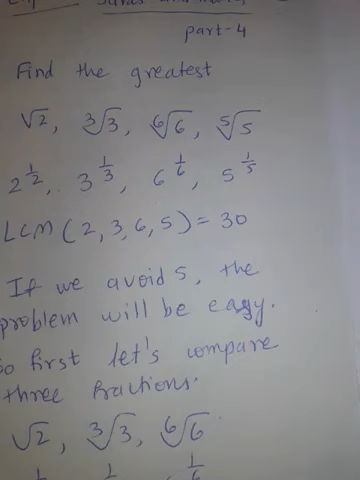 part-4
Find the greatest
√2, ∛3, ⁶√6, ⁵√5
2^(1/2), 3^(1/3), 6^(1/6), 5^(1/5)
LCM (2, 3, 6, 5) = 30
If we avoid 5, the
problem will be easy.
So first let's compare
three fractions.
√2, ∛3, ⁶√6